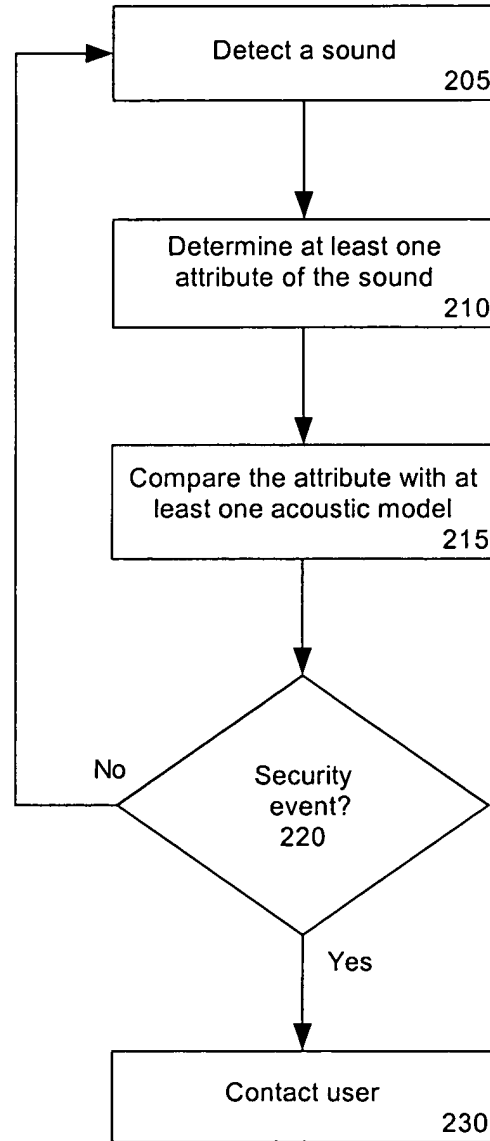 Detect a sound
205
Determine at least one
attribute of the sound
210
Compare the attribute with at
least one acoustic model
215
No
Security
event?
220
Yes
Contact user
230